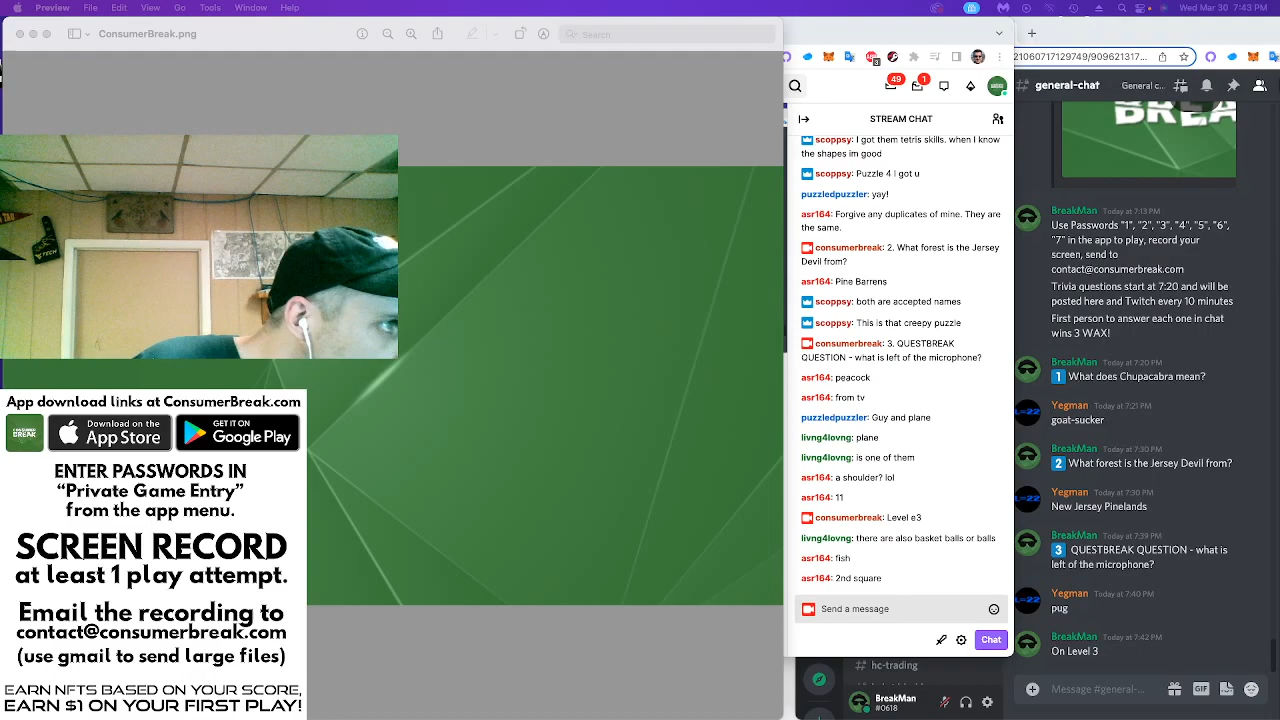 Preview File Edit View Go Tools Window Help
Wed Mar 30 7:43 PM
ConsumerBreak.png
Search
TECH
App download links at ConsumerBreak.com
CONSUMER
BREAK
Download on the
App Store
GET IT ON
Google Play
ENTER PASSWORDS IN
“Private Game Entry”
from the app menu.
SCREEN RECORD
at least 1 play attempt.
Email the recording to
contact@consumerbreak.com
(use gmail to send large files)
EARN NFTS BASED ON YOUR SCORE,
EARN $1 ON YOUR FIRST PLAY!
49
1
STREAM CHAT
scoppsy: I got them tetris skills. when I know
the shapes im good
scoppsy: Puzzle 4 I got u
puzzledpuzzler: yay!
asr164: Forgive any duplicates of mine. They are
the same.
consumerbreak: 2. What forest is the Jersey
Devil from?
asr164: Pine Barrens
scoppsy: both are accepted names
scoppsy: This is that creepy puzzle
consumerbreak: 3. QUESTBREAK
QUESTION - what is left of the microphone?
asr164: peacock
asr164: from tv
puzzledpuzzler: Guy and plane
livng4lovng: plane
livng4lovng: is one of them
asr164: a shoulder? lol
asr164: 11
consumerbreak: Level e3
livng4lovng: there are also basket balls or balls
asr164: fish
asr164: 2nd square
Send a message
Chat
# hc-trading
BreakMan
#0618
21060717129749/909621317...
general-chat
General c...
BREA
BreakMan Today at 7:13 PM
Use Passwords "1", "2", "3", "4", "5", "6",
"7" in the app to play, record your
screen, send to
contact@consumerbreak.com
Trivia questions start at 7:20 and will be
posted here and Twitch every 10 minutes
First person to answer each one in chat
wins 3 WAX!
BreakMan Today at 7:20 PM
1 What does Chupacabra mean?
Yegman Today at 7:21 PM
goat-sucker
BreakMan Today at 7:30 PM
2 What forest is the Jersey Devil from?
Yegman Today at 7:30 PM
New Jersey Pinelands
BreakMan Today at 7:39 PM
3 QUESTBREAK QUESTION - what is
left of the microphone?
Yegman Today at 7:40 PM
pug
BreakMan Today at 7:42 PM
On Level 3
Message #general-...
GIF